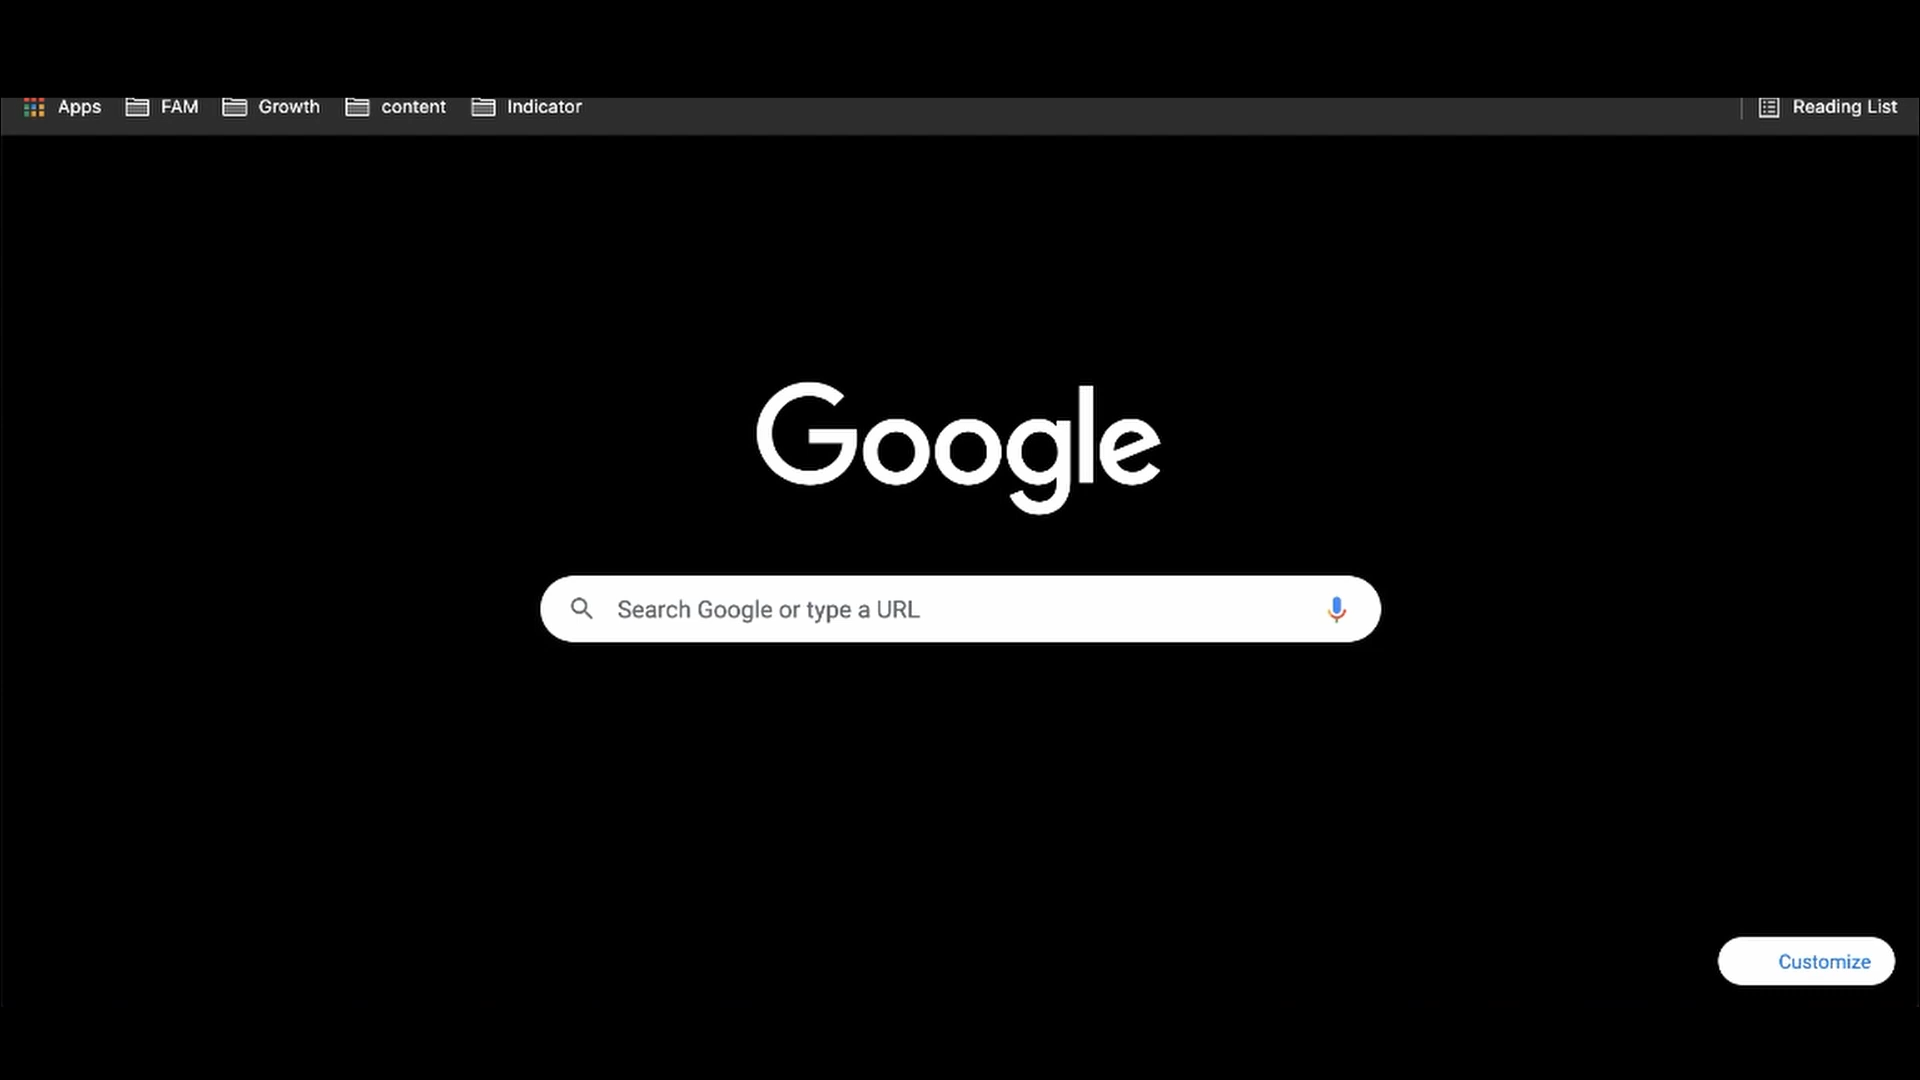 Apps FAM Growth content Indicator Reading List
Google
Search Google or type a URL
Customize